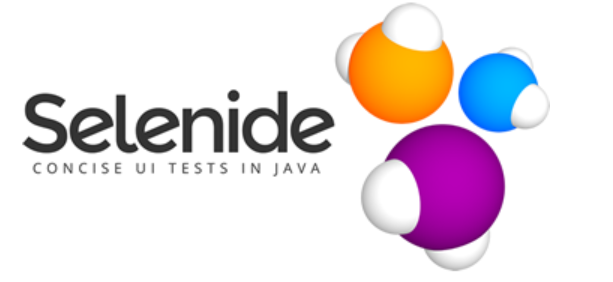 Selenide
CONCISE UI TESTS IN JAVA